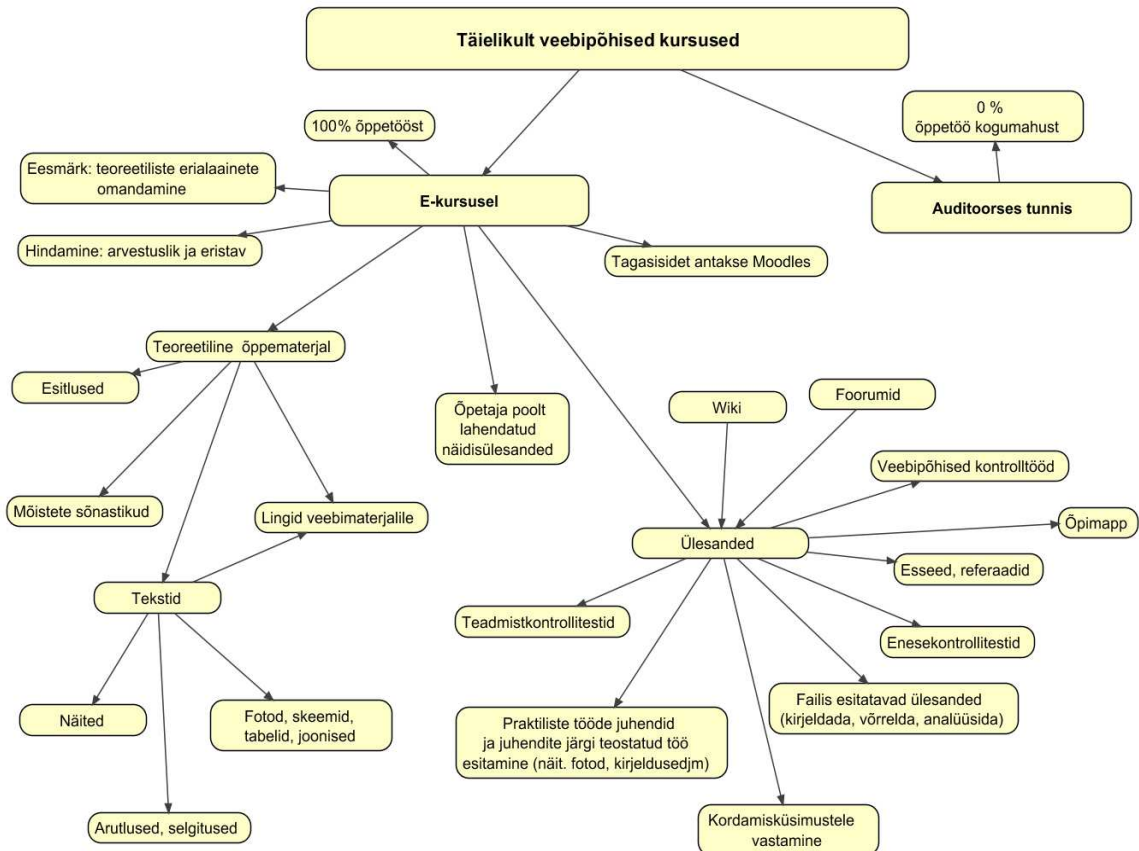 Täielikult veebipõhised kursused
100% õppetööst
0 %
õppetöö kogumahust
Eesmärk: teoreetiliste erialaainete
omandamine
E-kursusel
Auditoorses tunnis
Hindamine: arvestuslik ja eristav
Tagasisidet antakse Moodles
Teoreetiline õppematerjal
Esitlused
Õpetaja poolt
lahendatud
näidisülesanded
Wiki
Foorumid
Veebipõhised kontrolltööd
Mõistete sõnastikud
Lingid veebimaterjalile
Õpimapp
Ülesanded
Esseed, referaadid
Tekstid
Teadmistkontrollitestid
Enesekontrollitestid
Näited
Fotod, skeemid,
tabelid, joonised
Praktiliste tööde juhendid
ja juhendite järgi teostatud töö
esitamine (näit. fotod, kirjeldusedjm)
Failis esitatavad ülesanded
(kirjeldada, võrrelda, analüüsida)
Arutlused, selgitused
Kordamisküsimustele
vastamine